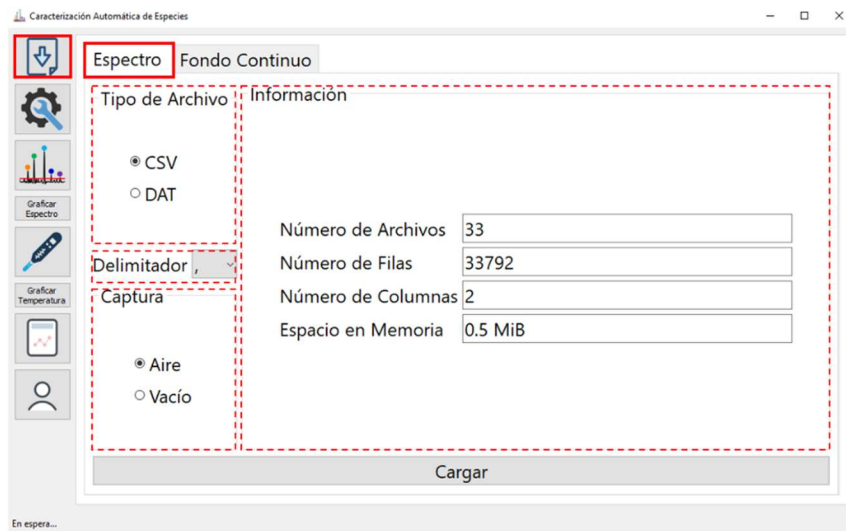 Caracterización Automática de Especies
Espectro Fondo Continuo
Tipo de Archivo
CSV
DAT
Delimitador ,
Captura
Aire
Vacío
Información
Número de Archivos 33
Número de Filas 33792
Número de Columnas 2
Espacio en Memoria 0.5 MiB
Cargar
Graficar
Espectro
Graficar
Temperatura
En espera...